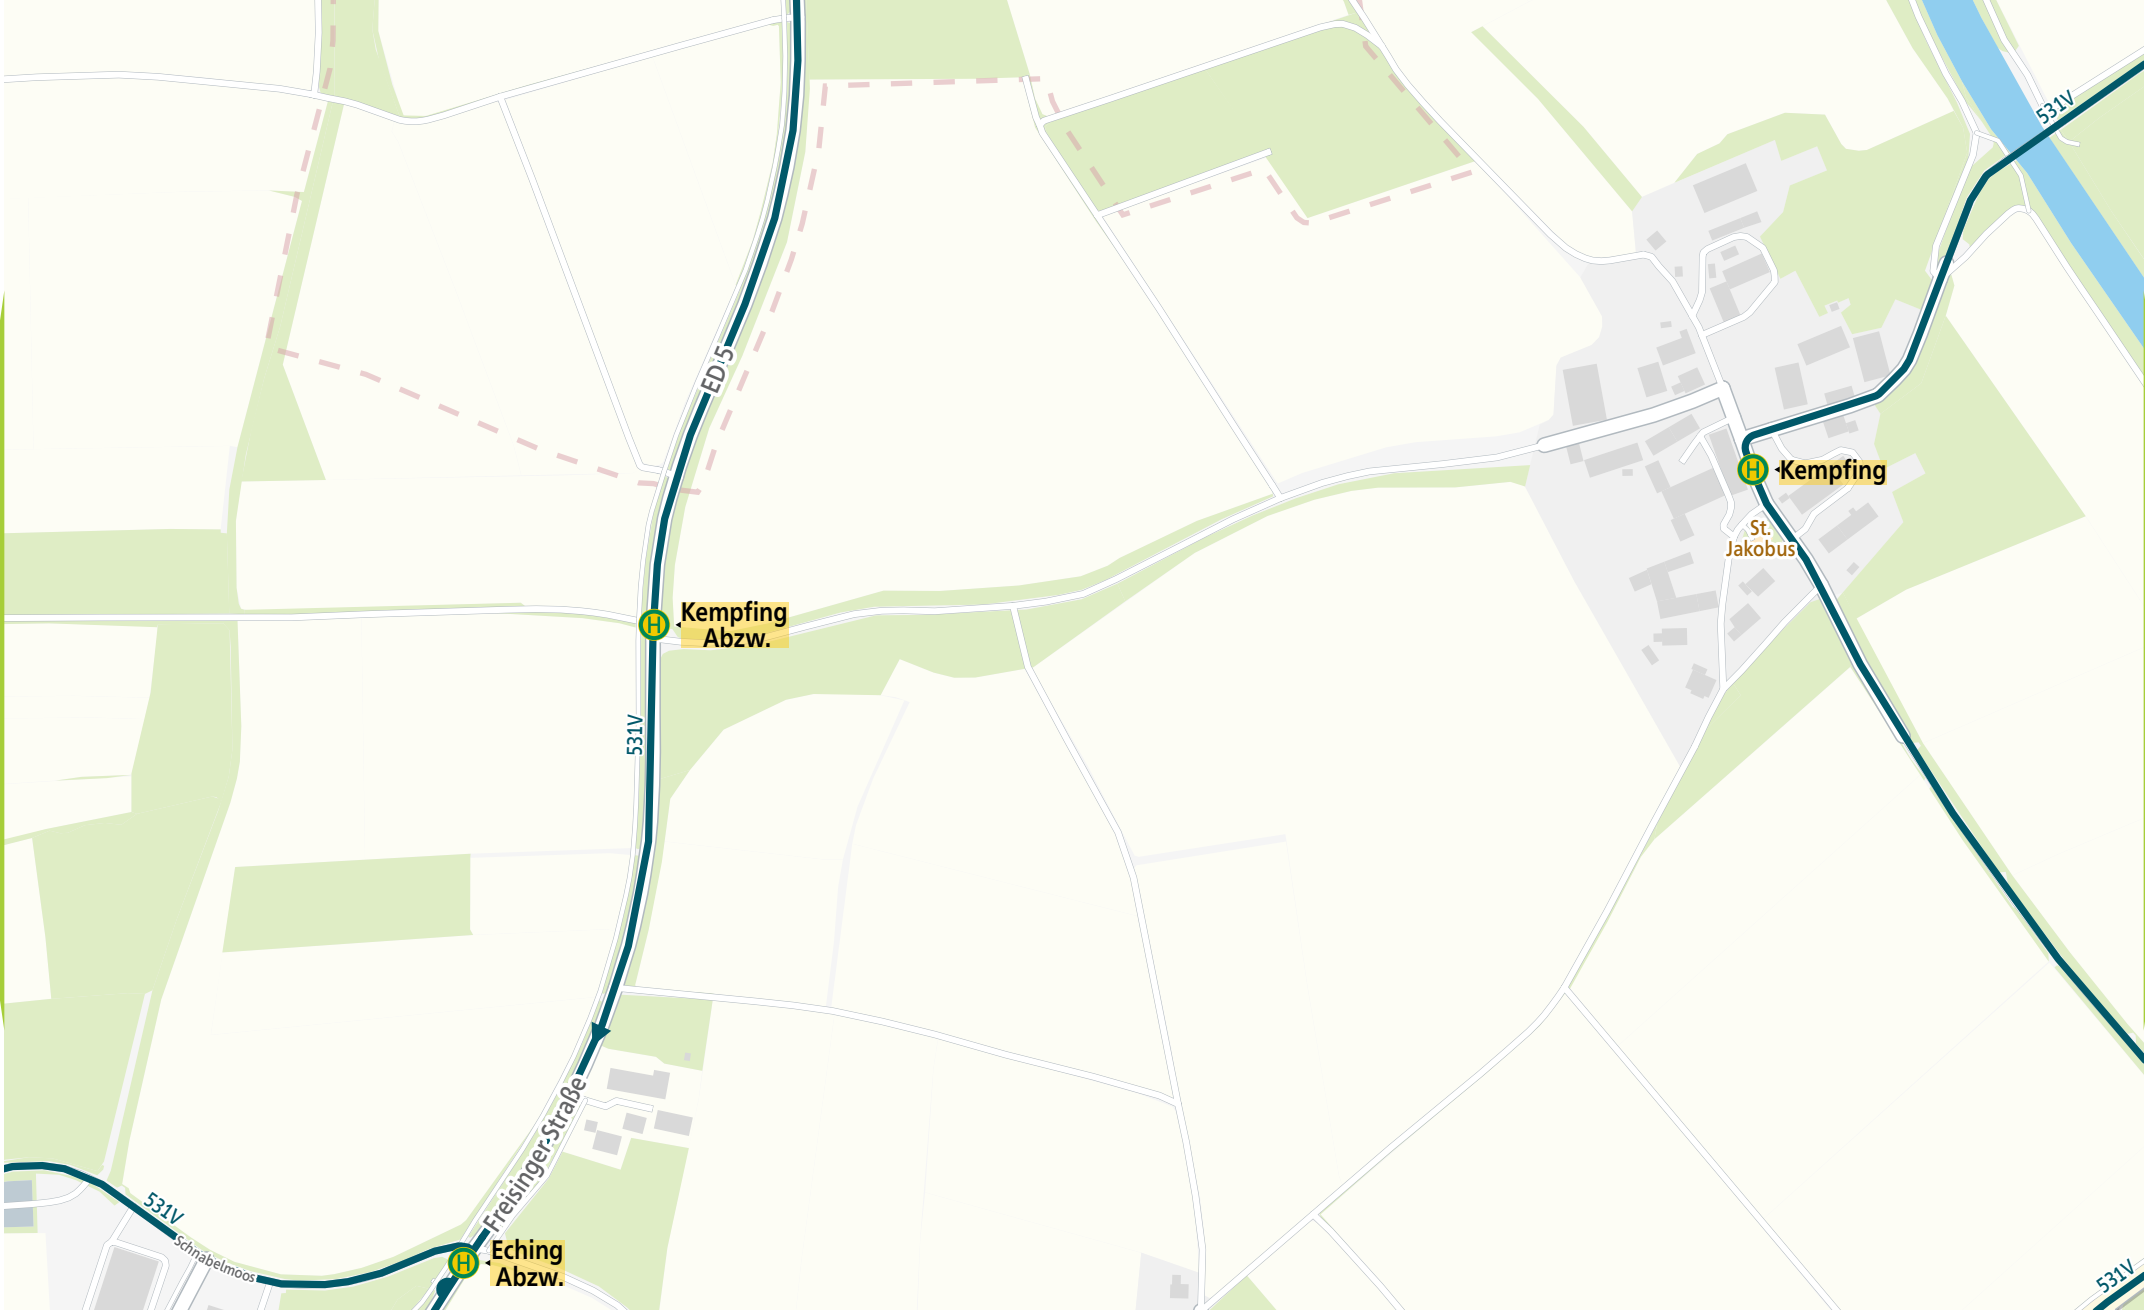 531V
ED 5
H
Kempfing
St.
Jakobus
H
Kempfing
Abzw.
531V
Freisinger Straße
531V
Schnabelmoos
H
Eching
Abzw.
531V